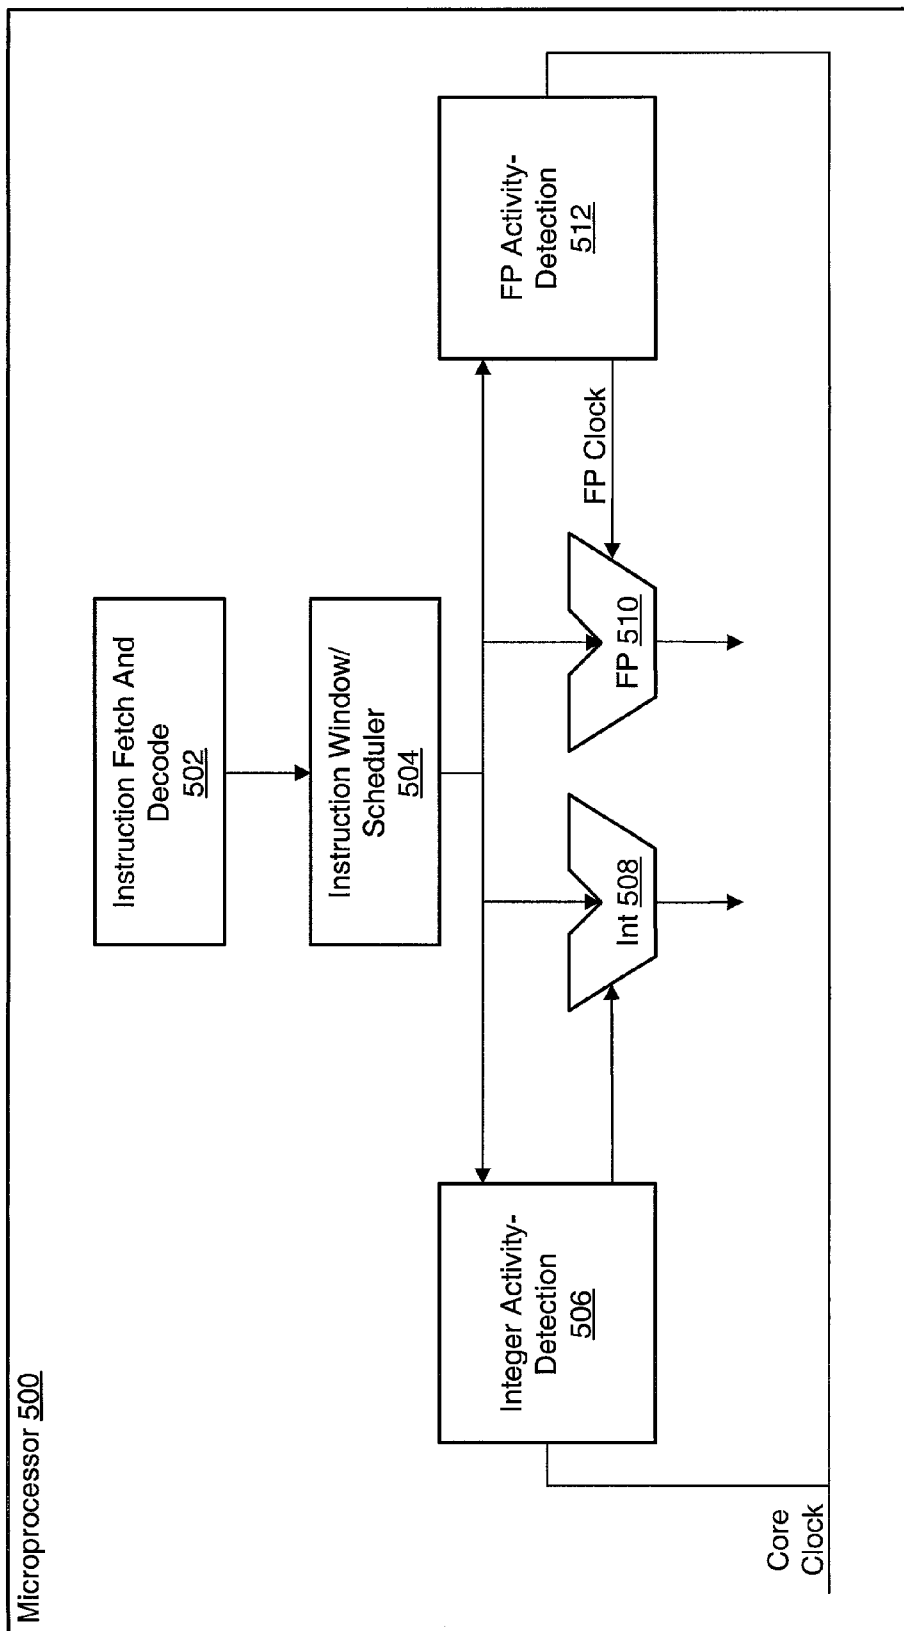 Microprocessor 500
Instruction Fetch And
Decode
502
Instruction Window/
Scheduler
504
Integer Activity-
Detection
506
Int 508
FP 510
FP Clock
FP Activity-
Detection
512
Core
Clock